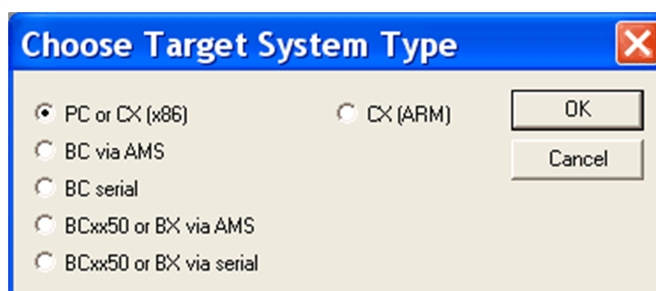 Choose Target System Type
PC or CX (x86)
CX (ARM)
OK
BC via AMS
Cancel
BC serial
BCxx50 or BX via AMS
BCxx50 or BX via serial